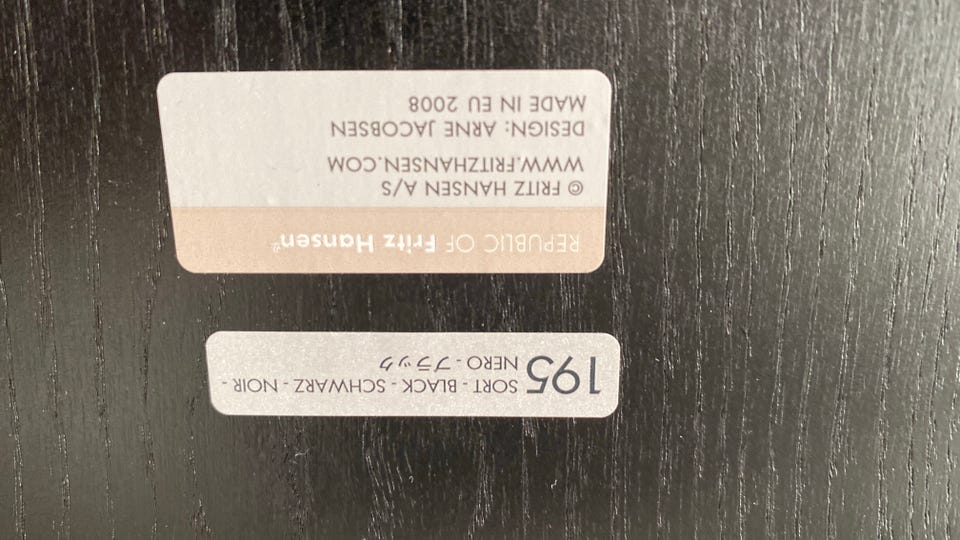 195 SORT - BLACK - SCHWARZ - NOIR -
NERO - ブラック
REPUBLIC OF Fritz Hansen®
© FRITZ HANSEN A/S
WWW.FRITZHANSEN.COM
DESIGN: ARNE JACOBSEN
MADE IN EU 2008